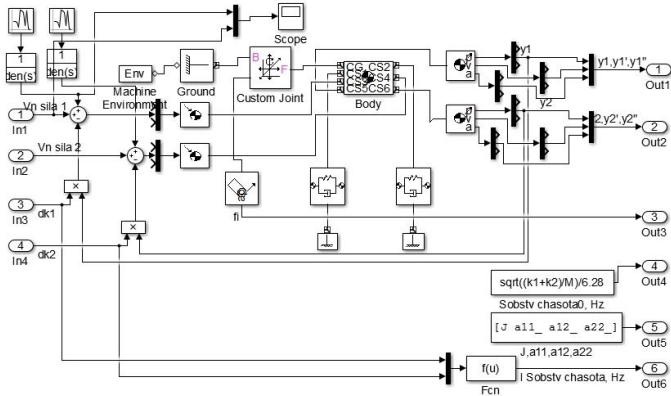 Scope
1
den(s)
1
den(s)
Env
Machine
Environment
Ground
B
C
F
Custom Joint
CG CS2
CS4
CS5CS6
Body
p
v
a
y1
y1,y1',y1"
1
Out1
1
In1
Vn sila 1
y2
p
v
a
2,y2',y2"
2
Out2
2
In2
Vn sila 2
×
×
3
In3
dk1
fi
3
Out3
4
In4
dk2
sqrt((k1+k2)/M)/6.28
4
Out4
Sobstv chasota0, Hz
[J a11_ a12_ a22_]
5
Out5
J,a11,a12,a22
f(u)
Fcn
I Sobstv chasota, Hz
6
Out6